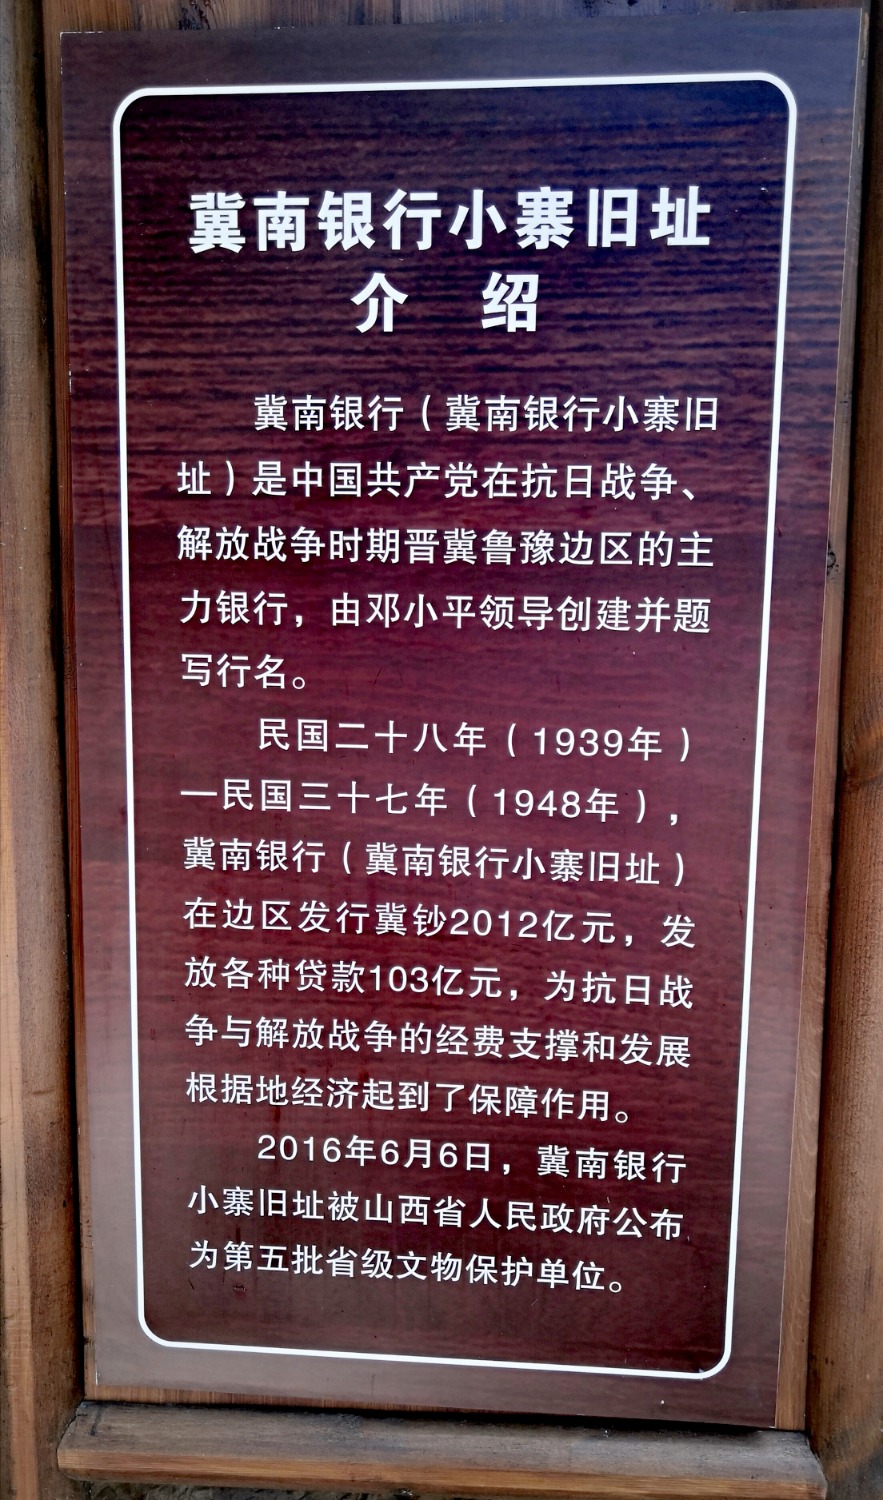 冀南银行小寨旧址
介 绍
冀南银行（冀南银行小寨旧
址）是中国共产党在抗日战争、
解放战争时期晋冀鲁豫边区的主
力银行，由邓小平领导创建并题
写行名。
民国二十八年（1939年）
—民国三十七年（1948年），
冀南银行（冀南银行小寨旧址）
在边区发行冀钞2012亿元，发
放各种贷款103亿元，为抗日战
争与解放战争的经费支撑和发展
根据地经济起到了保障作用。
2016年6月6日，冀南银行
小寨旧址被山西省人民政府公布
为第五批省级文物保护单位。